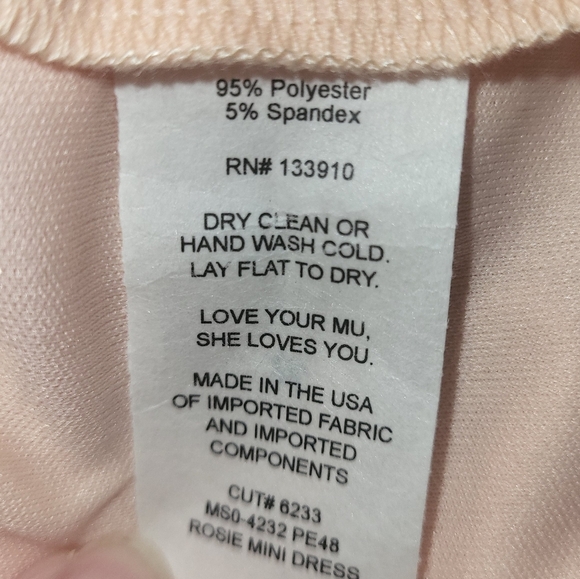 95% Polyester
5% Spandex
RN# 133910
DRY CLEAN OR
HAND WASH COLD.
LAY FLAT TO DRY.
LOVE YOUR MU,
SHE LOVES YOU.
MADE IN THE USA
OF IMPORTED FABRIC
AND IMPORTED
COMPONENTS
CUT# 6233
MS0-4232 PE48
ROSIE MINI DRESS